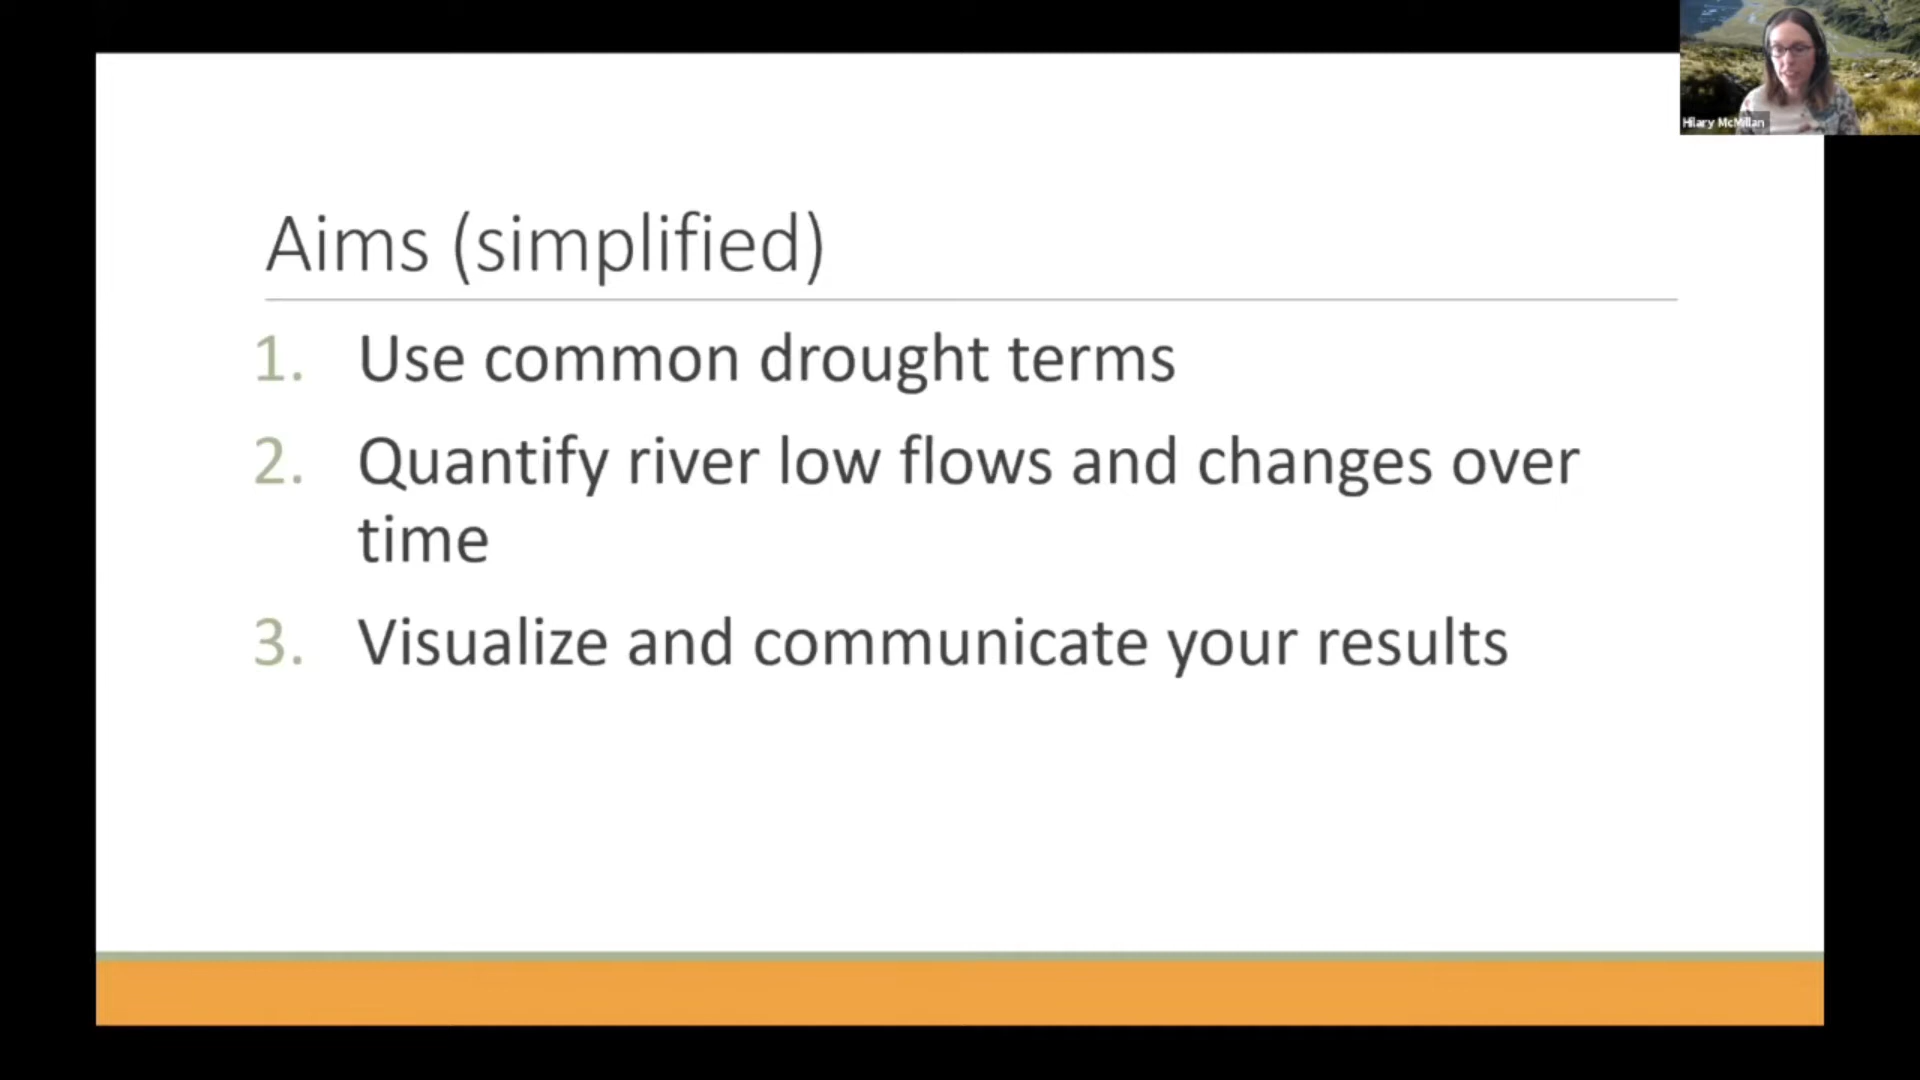 Hilary McMillan
Aims (simplified)
1. Use common drought terms
2. Quantify river low flows and changes over
time
3. Visualize and communicate your results